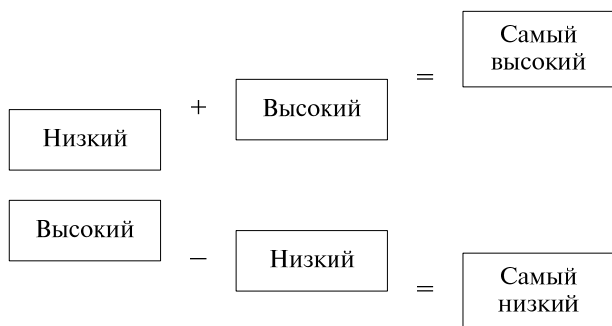 Низкий + Высокий = Самый
высокий
Высокий – Низкий = Самый
низкий